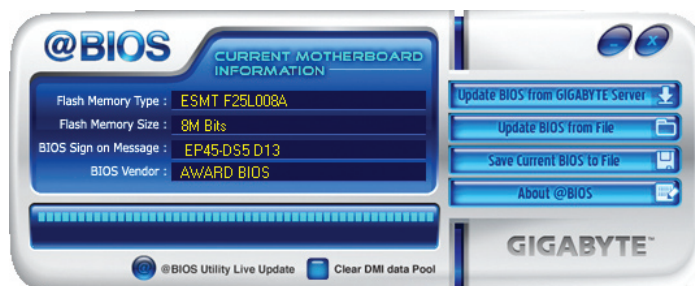 @BIOS
CURRENT MOTHERBOARD
INFORMATION
Flash Memory Type : ESMT F25L008A
Flash Memory Size : 8M Bits
BIOS Sign on Message : EP45-DS5 D13
BIOS Vendor : AWARD BIOS
@BIOS Utility Live Update
Clear DMI data Pool
Update BIOS from GIGABYTE Server
Update BIOS from File
Save Current BIOS to File
About @BIOS
GIGABYTE™